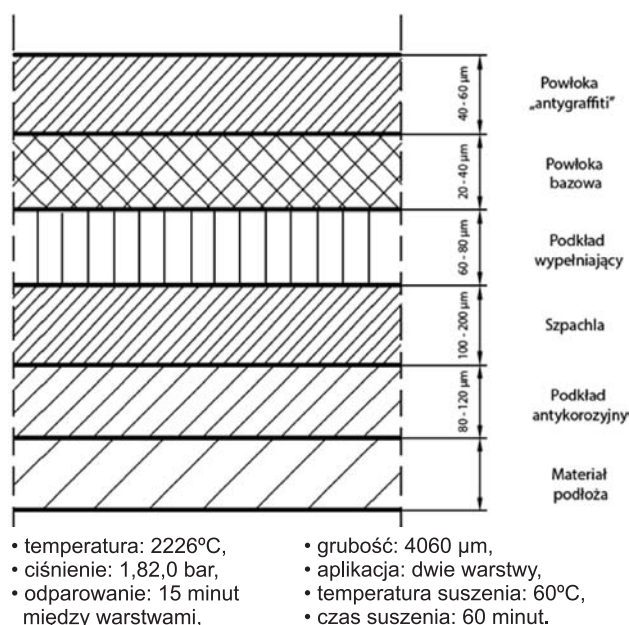 40 - 60 µm
Powłoka
„antygraffiti”
20 - 40 µm
Powłoka
bazowa
60 - 80 µm
Podkład
wypełniający
100 - 200 µm
Szpachla
80 - 120 µm
Podkład
antykorozyjny
Materiał
podłoża
• temperatura: 2226ºC,
• ciśnienie: 1,82,0 bar,
• odparowanie: 15 minut
między warstwami,
• grubość: 4060 µm,
• aplikacja: dwie warstwy,
• temperatura suszenia: 60ºC,
• czas suszenia: 60 minut.